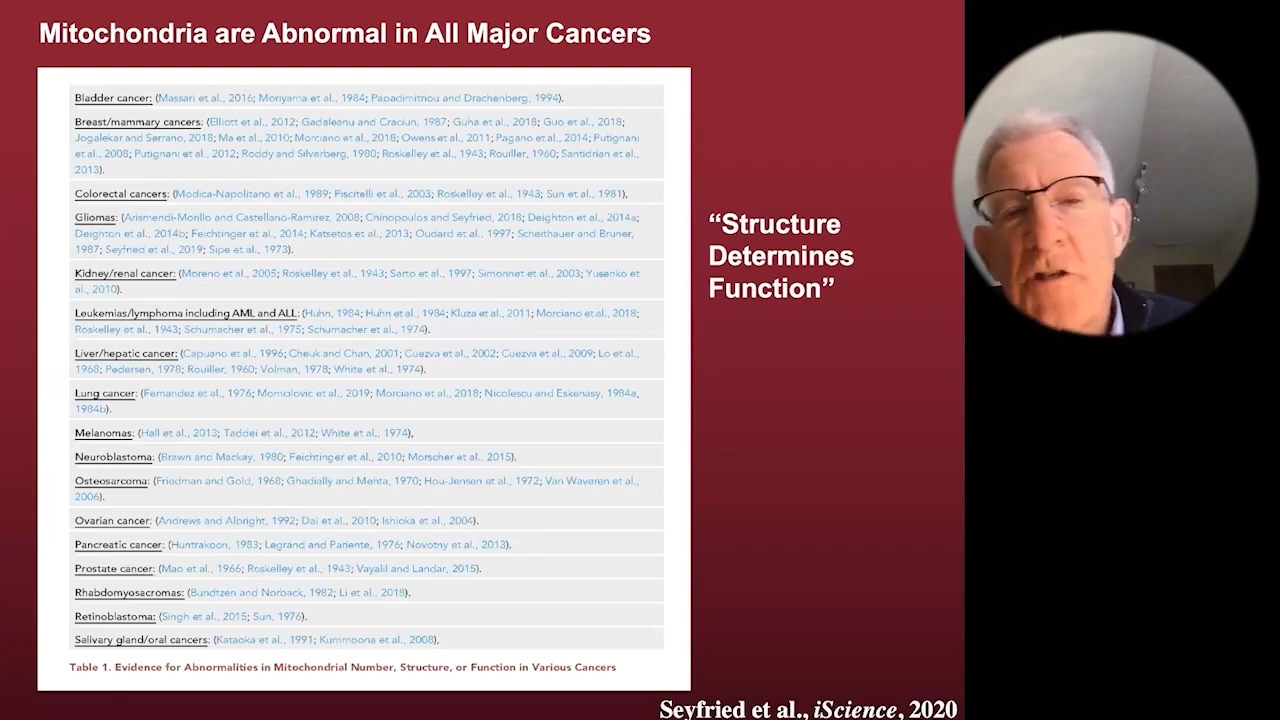 Mitochondria are Abnormal in All Major Cancers
Bladder cancer: (Massari et al., 2016; Moriyama et al., 1984; Papadimitriou and Drachenberg, 1994).
Breast/mammary cancers: (Elliott et al., 2012; Gadaleanu and Craciun, 1987; Guha et al., 2018; Guo et al., 2018;
Jogalekar and Serrano, 2018; Ma et al., 2010; Morciano et al., 2018; Owens et al., 2011; Pagano et al., 2014; Putignani
et al., 2008; Putignani et al., 2012; Roddy and Silverberg, 1980; Roskelley et al., 1943; Rouiller, 1960; Santidrian et al.,
2013).
Colorectal cancers: (Modica-Napolitano et al., 1989; Piscitelli et al., 2003; Roskelley et al., 1943; Sun et al., 1981),
Gliomas: (Arismendi-Morillo and Castellano-Ramirez, 2008; Chinopoulos and Seyfried, 2018; Deighton et al., 2014a;
Deighton et al., 2014b; Feichtinger et al., 2014; Katsetos et al., 2013; Oudard et al., 1997; Scheithauer and Bruner,
1987; Seyfried et al., 2019; Sipe et al., 1973).
Kidney/renal cancer: (Moreno et al., 2005; Roskelley et al., 1943; Sarto et al., 1997; Simonnet et al., 2003; Yusenko et
al., 2010).
Leukemias/lymphoma including AML and ALL: (Huhn, 1984; Huhn et al., 1984; Kluza et al., 2011; Morciano et al., 2018;
Roskelley et al., 1943; Schumacher et al., 1975; Schumacher et al., 1974).
Liver/hepatic cancer: (Capuano et al., 1996; Cheuk and Chan, 2001; Cuezva et al., 2002; Cuezva et al., 2009; Lo et al.,
1968; Pedersen, 1978; Rouiller, 1960; Volman, 1978; White et al., 1974).
Lung cancer: (Fernandez et al., 1976; Momcilovic et al., 2019; Morciano et al., 2018; Nicolescu and Eskenasy, 1984a,
1984b).
Melanomas: (Hall et al., 2013; Taddei et al., 2012; White et al., 1974),
Neuroblastoma: (Brawn and Mackay, 1980; Feichtinger et al., 2010; Morscher et al., 2015).
Osteosarcoma: (Friedman and Gold, 1968; Ghadially and Mehta, 1970; Hou-Jensen et al., 1972; Van Waveren et al.,
2006).
Ovarian cancer: (Andrews and Albright, 1992; Dai et al., 2010; Ishioka et al., 2004).
Pancreatic cancer: (Huntrakoon, 1983; Legrand and Pariente, 1976; Novotny et al., 2013).
Prostate cancer: (Mao et al., 1966; Roskelley et al., 1943; Vayalil and Landar, 2015).
Rhabdomyosacromas: (Bundtzen and Norback, 1982; Li et al., 2018).
Retinoblastoma: (Singh et al., 2015; Sun, 1976).
Salivary gland/oral cancers: (Kataoka et al., 1991; Kummoona et al., 2008),
Table 1. Evidence for Abnormalities in Mitochondrial Number, Structure, or Function in Various Cancers
“Structure
Determines
Function”
Seyfried et al., iScience, 2020